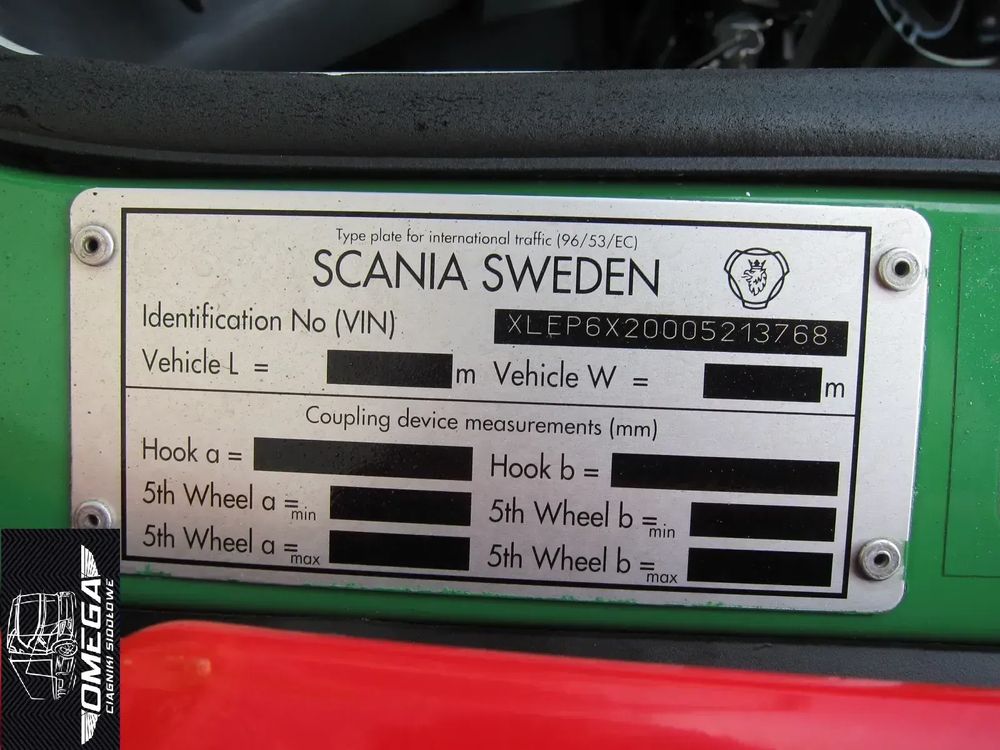 Type plate for international traffic (96/53/EC)
SCANIA SWEDEN
Identification No (VIN) XLEP6X20005213768
Vehicle L = m Vehicle W = m
Coupling device measurements (mm)
Hook a = Hook b =
5th Wheel a =min 5th Wheel b =min
5th Wheel a =max 5th Wheel b =max
OMEGA
CIĄGNIKI SIODŁOWE